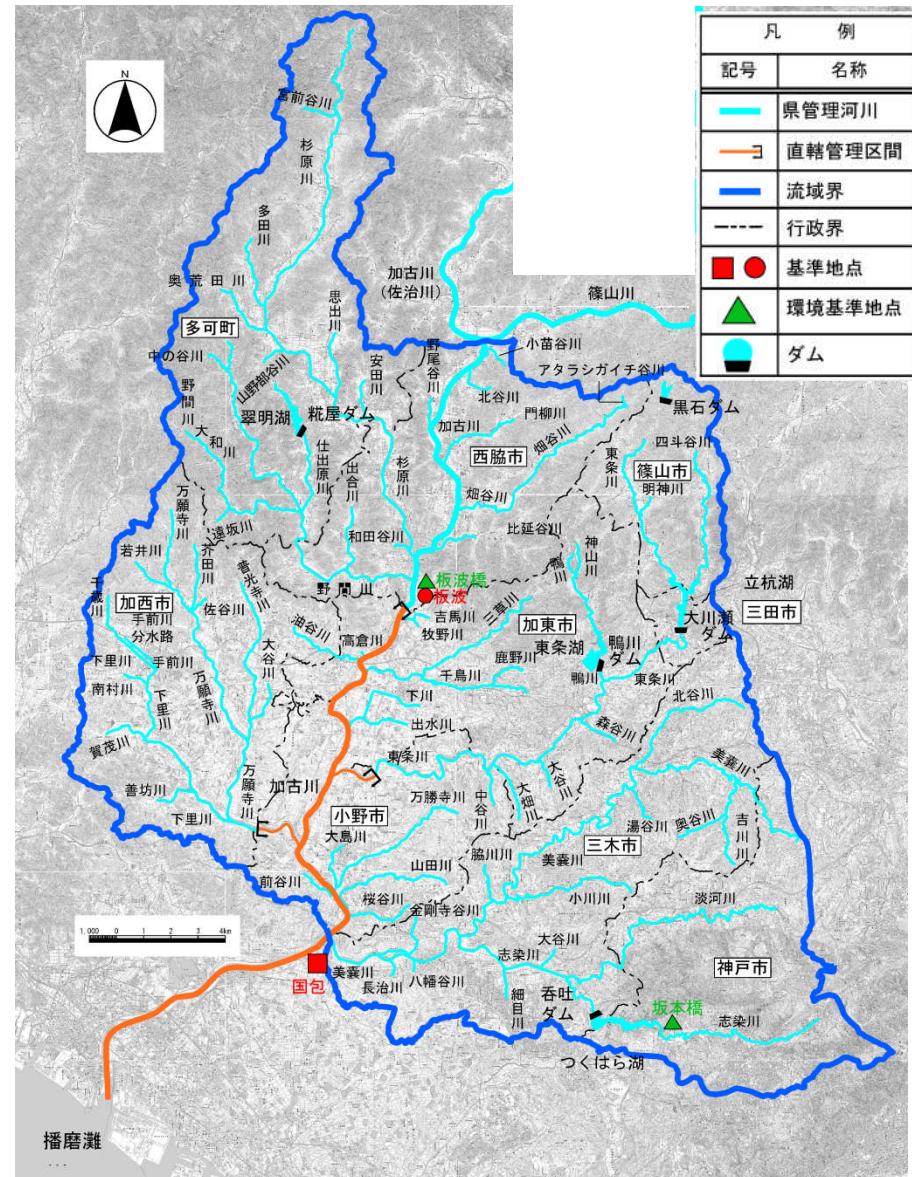 凡 例
記号 名称
県管理河川
直轄管理区間
流域界
行政界
基準地点
環境基準地点
ダム
N
宮前谷川
杉原川
多田川
奥荒田川
思出川
加古川
(佐治川)
篠山川
多可町
中の谷川
山野部谷川
安田川
野尾谷川
小苗谷川
アタラシガイチ谷川
北谷川
黒石ダム
野間川
大和川
翠明湖
糀屋ダム
加古川
門柳川
畑谷川
西脇市
四斗谷川
東条川
篠山市
明神川
仕出原川
出合川
杉原川
畑谷川
万願寺川
遠坂川
和田谷川
比延谷川
神山川
若井川
芥田川
普光寺川
野間川
板波橋
板波
鴨川
立杭湖
三田市
千歳川
加西市
手前川
分水路
佐谷川
油谷川
高倉川
吉馬川
牧野川
三草川
加東市
東条湖
鴨川
ダム
大川瀬
ダム
下里川
手前川
大谷川
鹿野川
千鳥川
鴨川
東条川
南村川
下里川
万願寺川
下川
北谷川
出水川
森谷川
賀茂川
東条川
美嚢川
善坊川
万願寺川
加古川
中谷川
大畑川
大谷川
下里川
小野市
万勝寺川
大島川
湯谷川
奥谷川
吉川川
脇川川
美嚢川
三木市
前谷川
山田川
桜谷川
小川川
淡河川
金剛寺谷川
1,000 0 2 4km
大谷川
志染川
神戸市
国包
美嚢川
長治川
八幡谷川
細目川
呑吐
ダム
坂本橋
志染川
つくはら湖
播磨灘